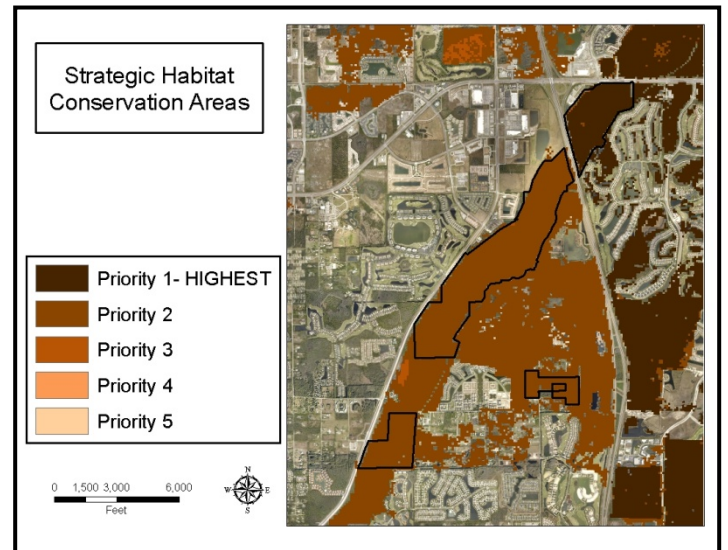 Strategic Habitat
Conservation Areas
Priority 1- HIGHEST
Priority 2
Priority 3
Priority 4
Priority 5
0 1,500 3,000 6,000
Feet
N
W E
S